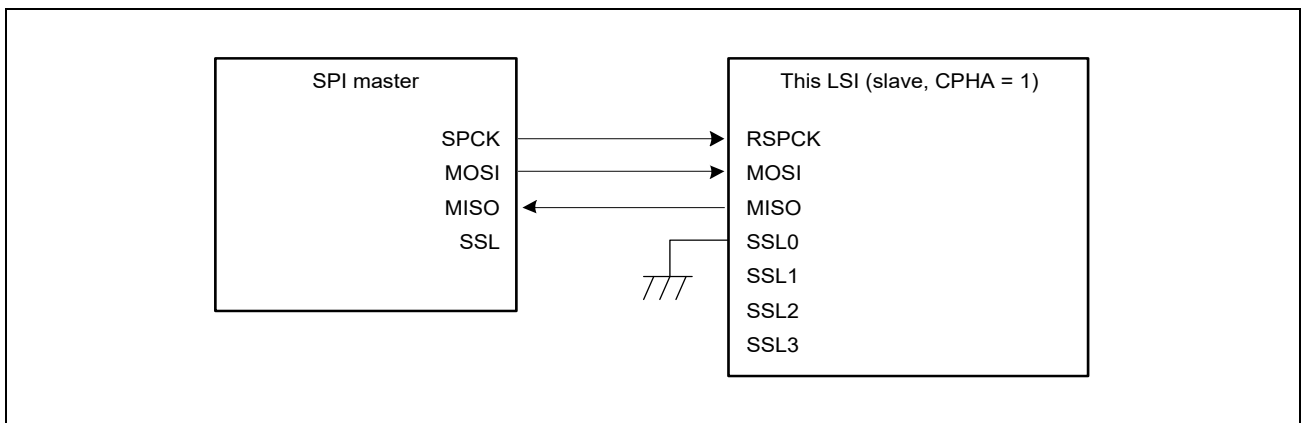 SPI master
SPCK
MOSI
MISO
SSL
This LSI (slave, CPHA = 1)
RSPCK
MOSI
MISO
SSL0
SSL1
SSL2
SSL3